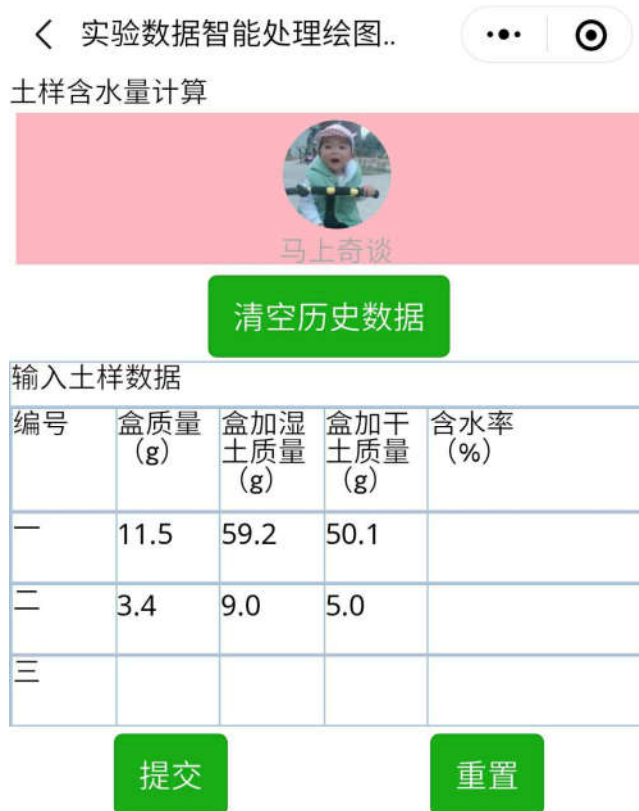 实验数据智能处理绘图..
土样含水量计算
马上奇谈
清空历史数据
输入土样数据
编号 盒质量（g） 盒加湿土质量（g） 盒加干土质量（g） 含水率（%）
一 11.5 59.2 50.1
二 3.4 9.0 5.0
三
提交 重置